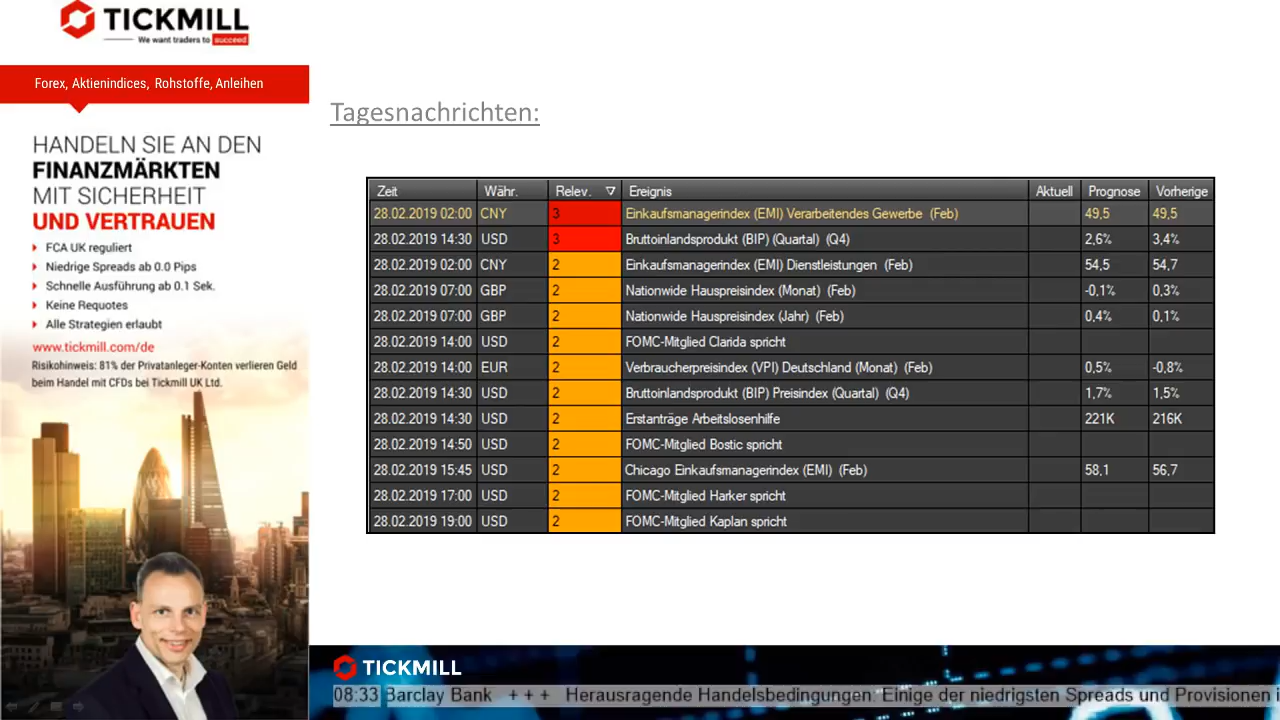 TICKMILL
We want traders to succeed
Forex, Aktienindices, Rohstoffe, Anleihen
HANDELN SIE AN DEN
FINANZMÄRKTEN
MIT SICHERHEIT
UND VERTRAUEN
FCA UK reguliert
Niedrige Spreads ab 0.0 Pips
Schnelle Ausführung ab 0.1 Sek.
Keine Requotes
Alle Strategien erlaubt
www.tickmill.com/de
Risikohinweis: 81% der Privatanleger-Konten verlieren Geld
beim Handel mit CFDs bei Tickmill UK Ltd.
Tagesnachrichten:
Zeit Währ. Relev. Ereignis Aktuell Prognose Vorherige
28.02.2019 02:00 CNY 3 Einkaufsmanagerindex (EMI) Verarbeitendes Gewerbe (Feb) 49,5 49,5
28.02.2019 14:30 USD 3 Bruttoinlandsprodukt (BIP) (Quartal) (Q4) 2,6% 3,4%
28.02.2019 02:00 CNY 2 Einkaufsmanagerindex (EMI) Dienstleistungen (Feb) 54,5 54,7
28.02.2019 07:00 GBP 2 Nationwide Hauspreisindex (Monat) (Feb) -0,1% 0,3%
28.02.2019 07:00 GBP 2 Nationwide Hauspreisindex (Jahr) (Feb) 0,4% 0,1%
28.02.2019 14:00 USD 2 FOMC-Mitglied Clarida spricht
28.02.2019 14:00 EUR 2 Verbraucherpreisindex (VPI) Deutschland (Monat) (Feb) 0,5% -0,8%
28.02.2019 14:30 USD 2 Bruttoinlandsprodukt (BIP) Preisindex (Quartal) (Q4) 1,7% 1,5%
28.02.2019 14:30 USD 2 Erstanträge Arbeitslosenhilfe 221K 216K
28.02.2019 14:50 USD 2 FOMC-Mitglied Bostic spricht
28.02.2019 15:45 USD 2 Chicago Einkaufsmanagerindex (EMI) (Feb) 58,1 56,7
28.02.2019 17:00 USD 2 FOMC-Mitglied Harker spricht
28.02.2019 19:00 USD 2 FOMC-Mitglied Kaplan spricht
TICKMILL
08:33 Barclay Bank +++ Herausragende Handelsbedingungen: Einige der niedrigsten Spreads und Provisionen i